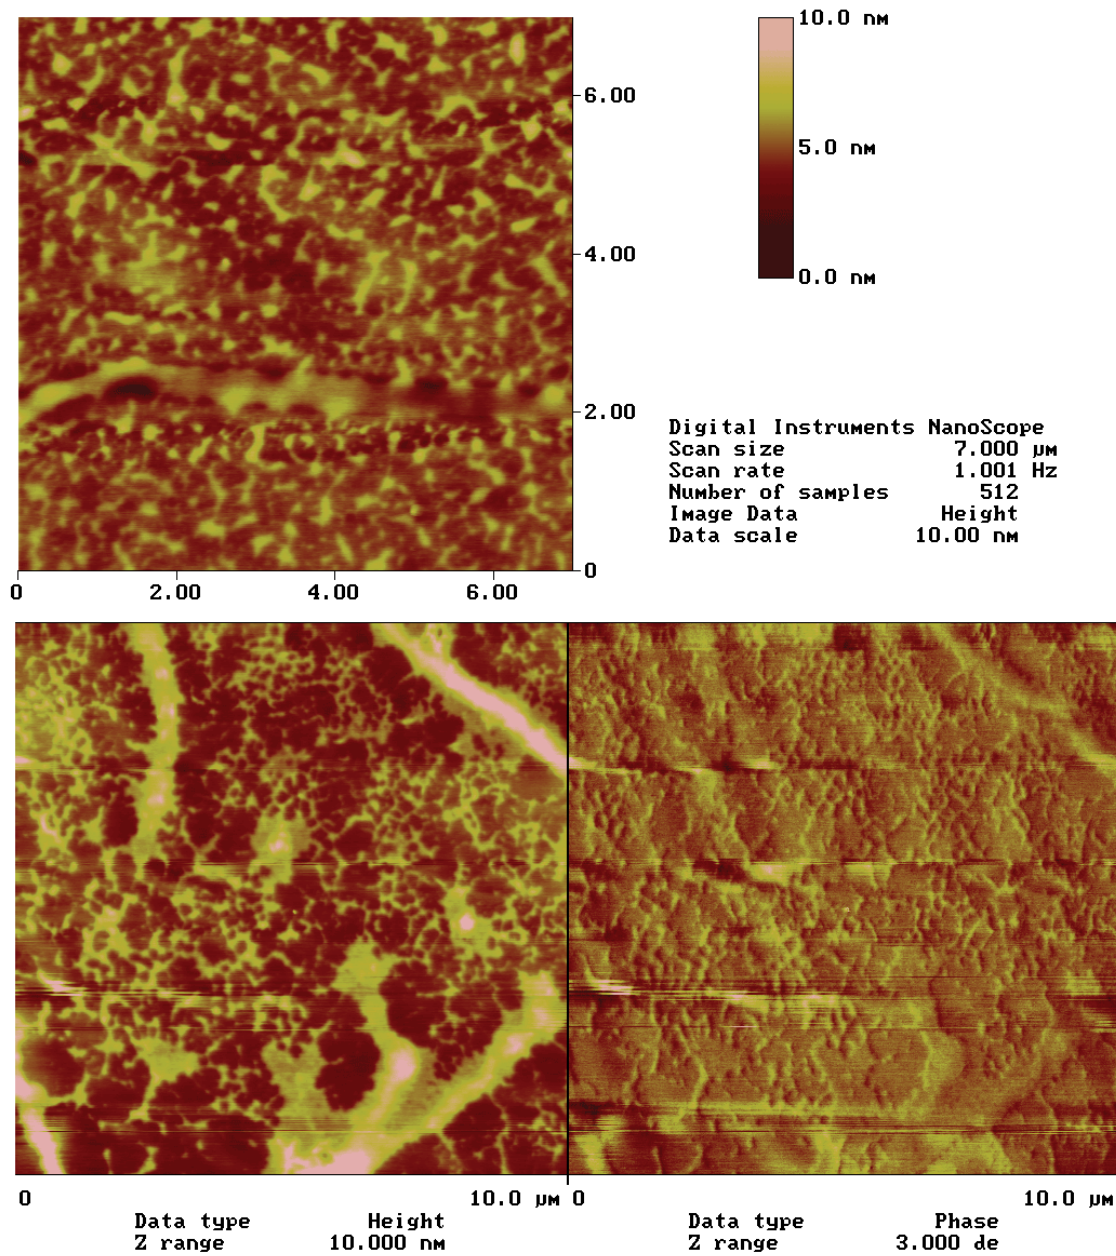 10.0 nm
5.0 nm
0.0 nm
6.00
4.00
2.00
0
0 2.00 4.00 6.00
Digital Instruments NanoScope
Scan size 7.000 µm
Scan rate 1.001 Hz
Number of samples 512
Image Data Height
Data scale 10.00 nm
0 10.0 µm 0 10.0 µm
Data type Height Data type Phase
Z range 10.000 nm Z range 3.000 de